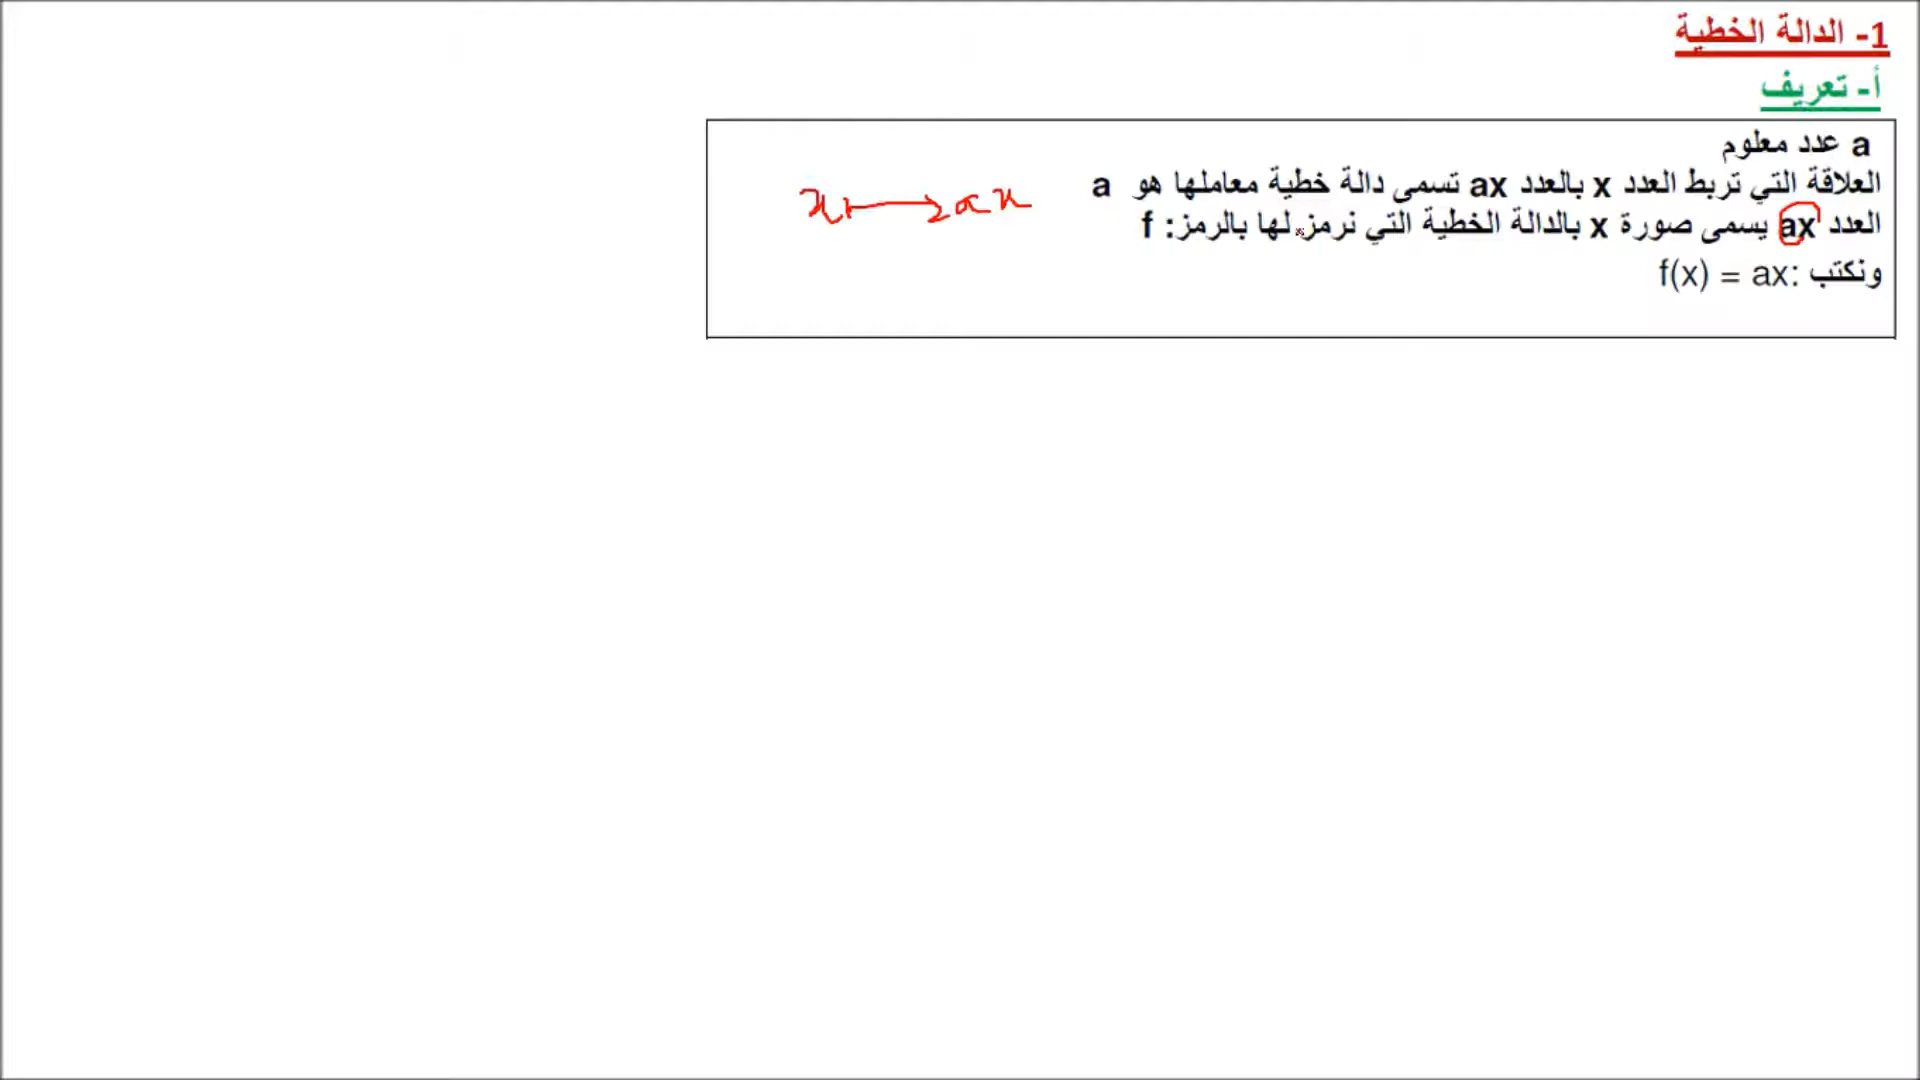 1- الدالة الخطية
أ- تعريف
a عدد معلوم
العلاقة التي تربط العدد x بالعدد ax تسمى دالة خطية معاملها هو a
x ⟼ ax
العدد ax يسمى صورة x بالدالة الخطية التي نرمز لها بالرمز: f
ونكتب :f(x) = ax